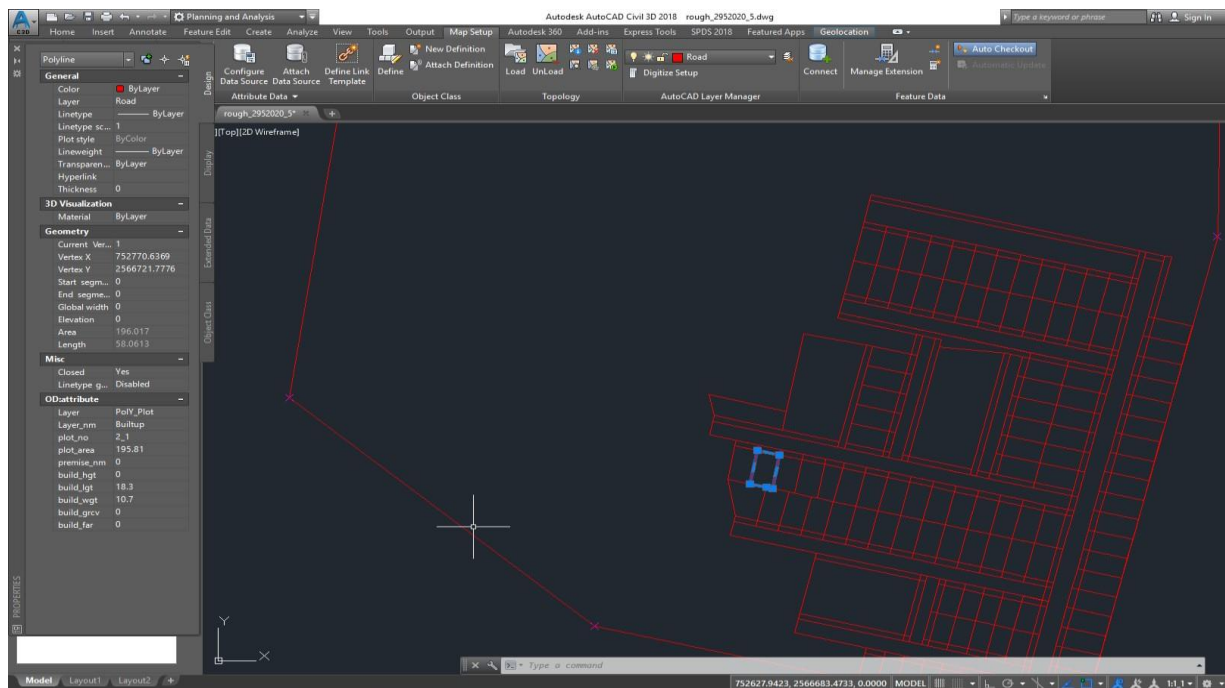 Planning and Analysis
Autodesk AutoCAD Civil 3D 2018 rough_2952020_5.dwg
Type a keyword or phrase
Sign In
C3D
Home Insert Annotate Feature Edit Create Analyze View Tools Output Map Setup Autodesk 360 Add-ins Express Tools SPDS 2018 Featured Apps Geolocation
Configure Data Source
Attach Data Source
Define Link Template
Define
New Definition
Attach Definition
Load
UnLoad
Road
Digitize Setup
Connect
Manage Extension
Auto Checkout
Automatic Update
Attribute Data
Object Class
Topology
AutoCAD Layer Manager
Feature Data
rough_2952020_5*
][Top][2D Wireframe]
Polyline
General
Color ByLayer
Layer Road
Linetype ByLayer
Linetype sc... 1
Plot style ByColor
Lineweight ByLayer
Transparen... ByLayer
Hyperlink
Thickness 0
3D Visualization
Material ByLayer
Geometry
Current Ver... 1
Vertex X 752770.6369
Vertex Y 2566721.7776
Start segm... 0
End segme... 0
Global width 0
Elevation 0
Area 196.017
Length 58.0613
Misc
Closed Yes
Linetype g... Disabled
OD:attribute
Layer PolY_Plot
Layer_nm Builtup
plot_no 2_1
plot_area 195.81
premise_nm 0
build_hgt 0
build_lgt 18.3
build_wgt 10.7
build_grcv 0
build_far 0
Design
Display
Extended Data
Object Class
PROPERTIES
Y
X
Type a command
Model Layout1 Layout2 +
752627.9423, 2566683.4733, 0.0000 MODEL
1:1.1